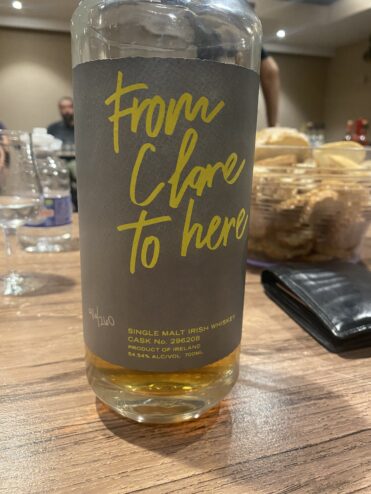 From
Clare
to here
SINGLE MALT IRISH WHISKEY
CASK No. 296208
PRODUCT OF IRELAND
54.54% ALC/VOL 700ML